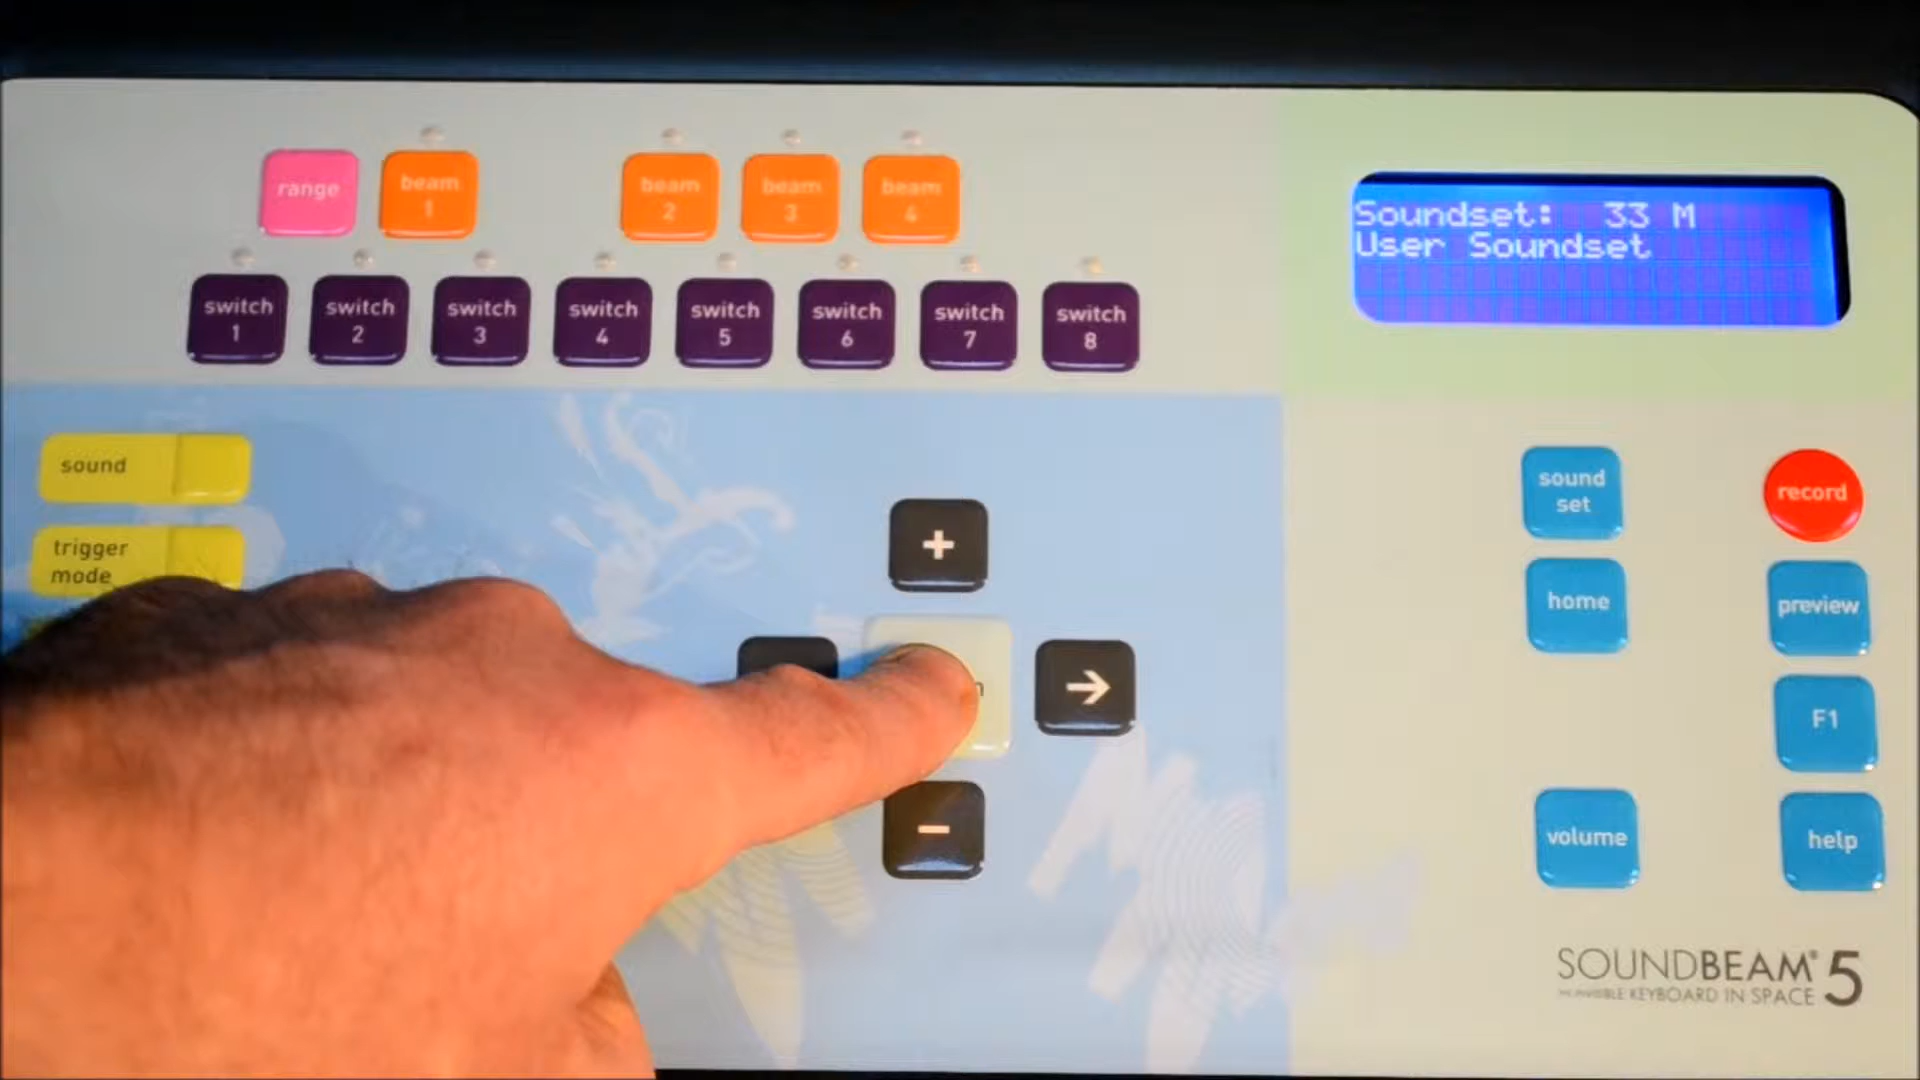 range
beam
1
beam
2
beam
3
beam
4
Soundset: 33 M
User Soundset
switch
1
switch
2
switch
3
switch
4
switch
5
switch
6
switch
7
switch
8
sound
trigger
mode
+
→
−
sound
set
record
home
preview
F1
volume
help
SOUNDBEAM® 5
KEYBOARD IN SPACE